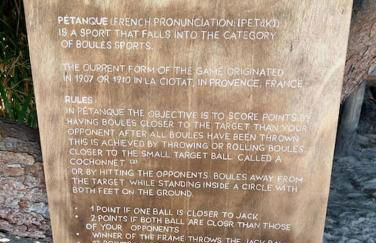 PÉTANQUE (FRENCH PRONUNCIATION: [PETɑ̃K])
IS A SPORT THAT FALLS INTO THE CATEGORY
OF BOULES SPORTS.
THE OURRENT FORM OF THE GAME ORIGINATED
IN 1907 OR 1910 IN LA CIOTAT, IN PROVENCE, FRANCE.
RULES:
IN PÉTANQUE THE OBJECTIVE IS TO SCORE POINTS BY
HAVING BOULES CLOSER TO THE TARGET THAN YOUR
OPPONENT AFTER ALL BOULES HAVE BEEN THROWN
THIS IS ACHIEVED BY THROWING OR ROLLING BOULES
CLOSER TO THE SMALL TARGET BALL, CALLED A
COCHONNET,
OR BY HITTING THE OPPONENTS BOULES AWAY FROM
THE TARGET, WHILE STANDING INSIDE A CIRCLE WITH
BOTH FEET ON THE GROUND.
• 1 POINT IF ONE BALL IS CLOSER TO JACK
2 POINTS IF BOTH BALL ARE CLOSR THAN THOSE
OF YOUR OPPONENTS
• WINNER OF THE FRAME THROWS THE JACK